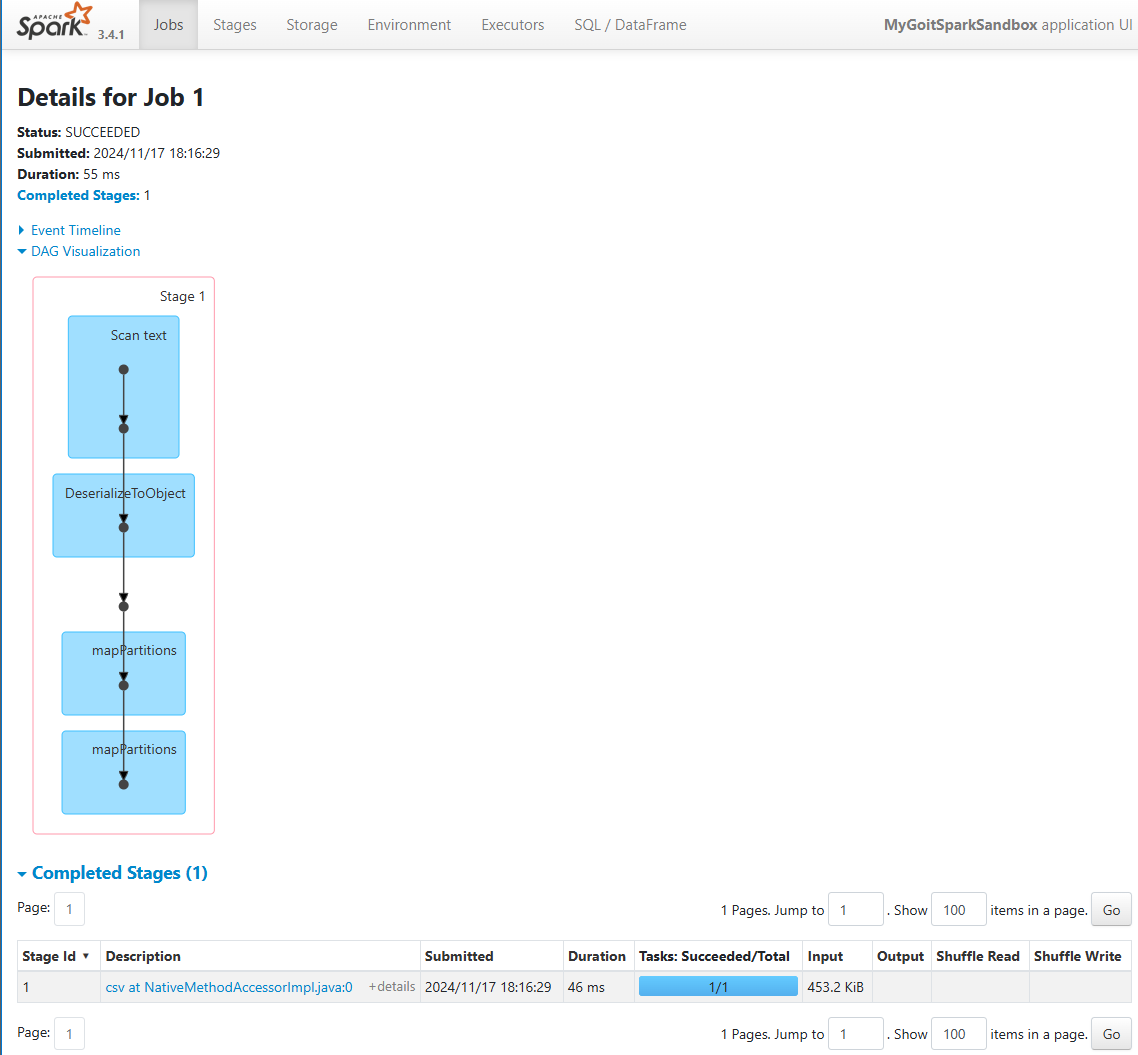 APACHE Spark 3.4.1 Jobs Stages Storage Environment Executors SQL / DataFrame MyGoitSparkSandbox application UI
Details for Job 1
Status: SUCCEEDED
Submitted: 2024/11/17 18:16:29
Duration: 55 ms
Completed Stages: 1
Event Timeline
DAG Visualization
Stage 1
Scan text
DeserializeToObject
mapPartitions
mapPartitions
Completed Stages (1)
Page: 1 1 Pages. Jump to 1 . Show 100 items in a page. Go
Stage Id ▾ Description Submitted Duration Tasks: Succeeded/Total Input Output Shuffle Read Shuffle Write
1 csv at NativeMethodAccessorImpl.java:0 +details 2024/11/17 18:16:29 46 ms 1/1 453.2 KiB
Page: 1 1 Pages. Jump to 1 . Show 100 items in a page. Go